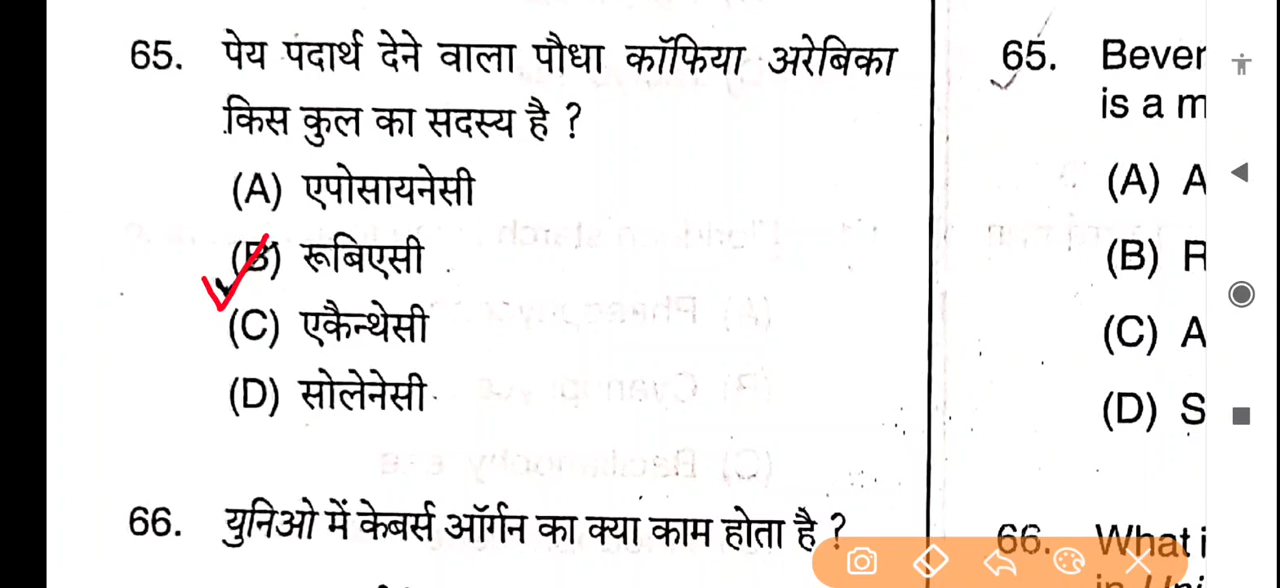 65. पेय पदार्थ देने वाला पौधा कॉफिया अरेबिका
किस कुल का सदस्य है ?
(A) एपोसायनेसी
(B) रूबिएसी
(C) एकैन्थेसी
(D) सोलेनेसी
66. युनिओ में केबर्स ऑर्गन का क्या काम होता है ?
65. Bever
is a m
(A) A
(B) R
(C) A
(D) S
66. What i